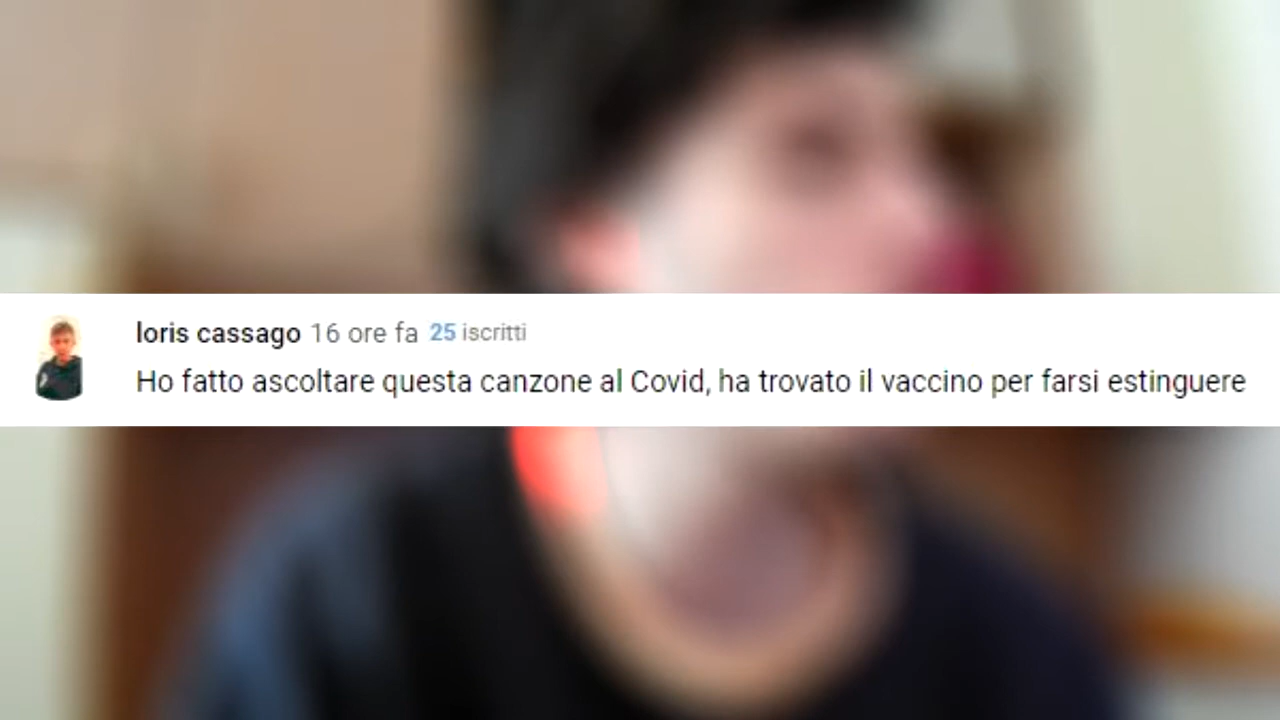 loris cassago 16 ore fa 25 iscritti
Ho fatto ascoltare questa canzone al Covid, ha trovato il vaccino per farsi estinguere